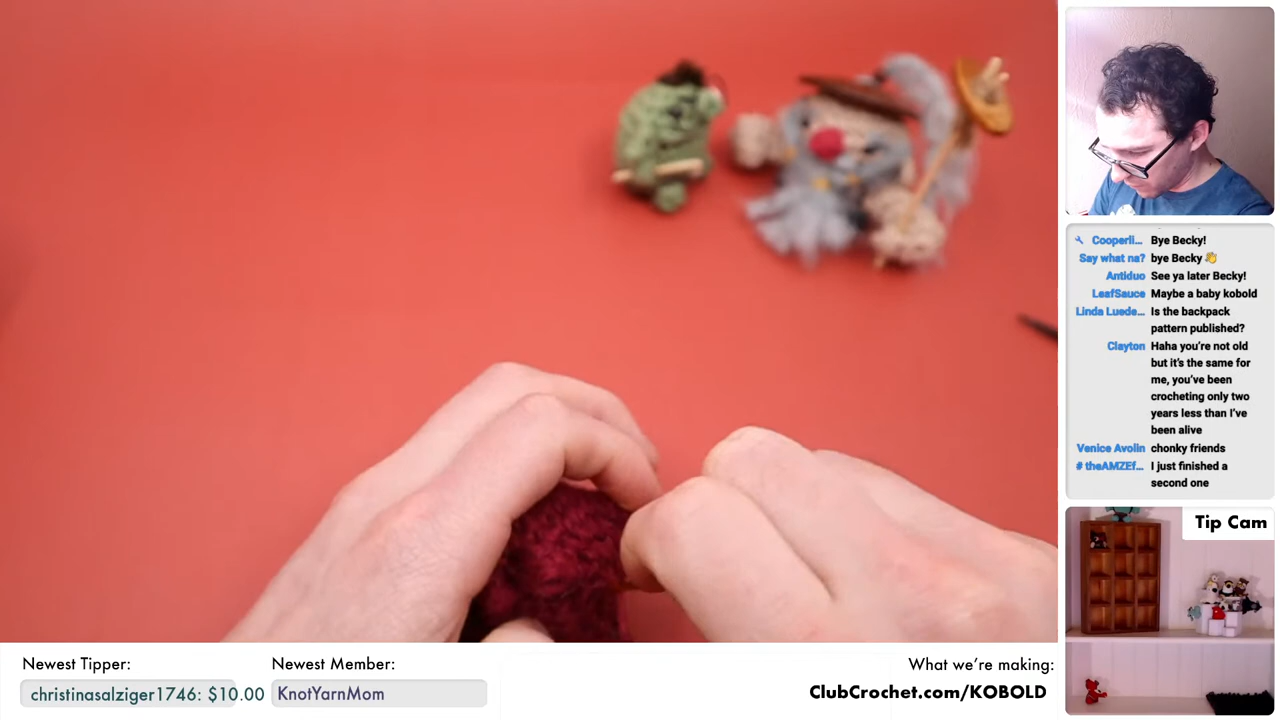 Cooperli... Bye Becky!
Say what na? bye Becky 👋
Antiduo See ya later Becky!
LeafSauce Maybe a baby kobold
Linda Luede... Is the backpack
pattern published?
Clayton Haha you're not old
but it's the same for
me, you've been
crocheting only two
years less than I've
been alive
Venice Avolin chonky friends
# theAMZEf... I just finished a
second one
Tip Cam
Newest Tipper:
christinasalziger1746: $10.00
Newest Member:
KnotYarnMom
What we're making:
ClubCrochet.com/KOBOLD